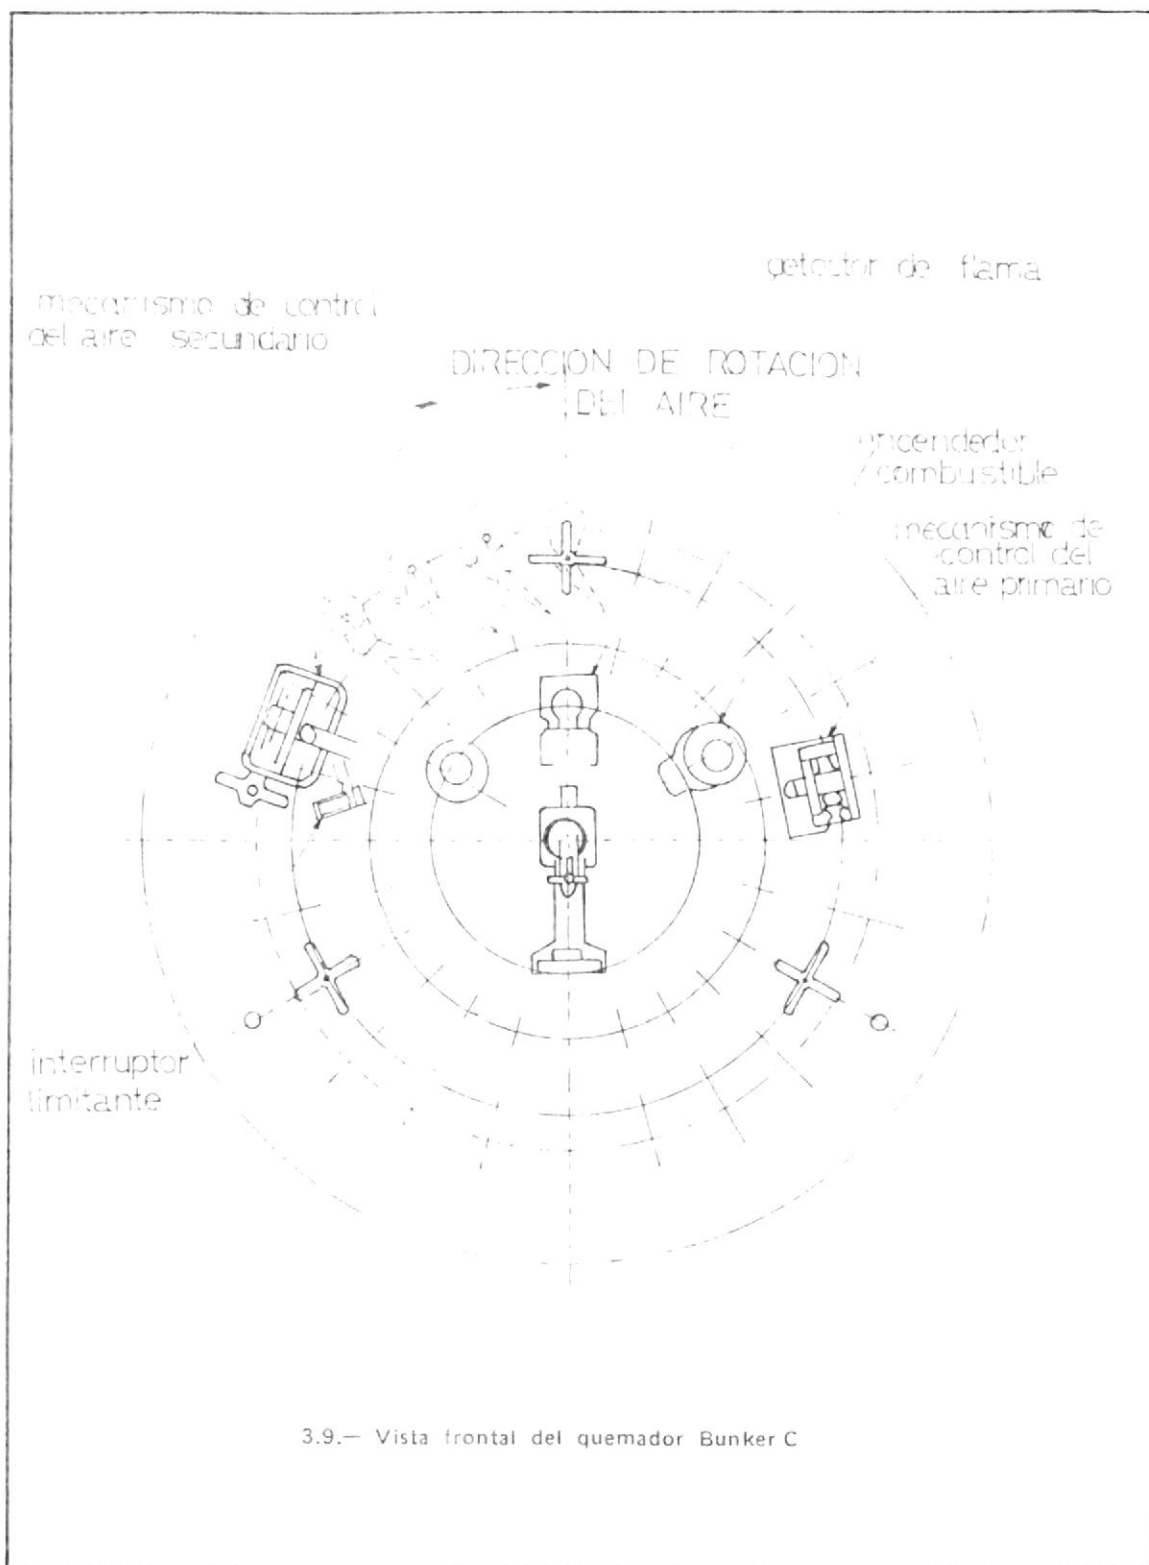 detector de flama
mecanismo de control
del aire secundario
DIRECCION DE ROTACION
DEL AIRE
encendedor
combustible
mecanismo de
control del
aire primario
interruptor
limitante
3.9.— Vista frontal del quemador Bunker C